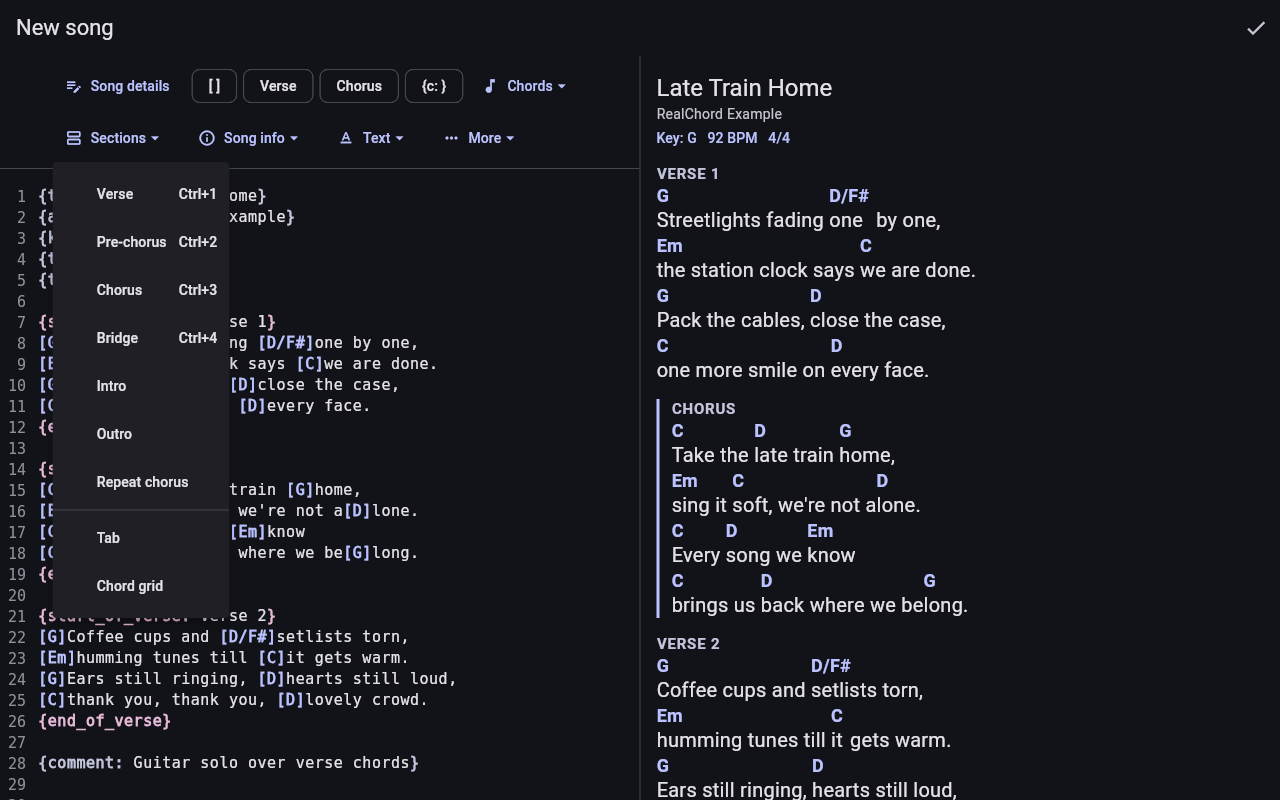 New song
Song details
[ ]
Verse
Chorus
{c: }
Chords
Sections
Song info
Text
More
Verse Ctrl+1
Pre-chorus Ctrl+2
Chorus Ctrl+3
Bridge Ctrl+4
Intro
Outro
Repeat chorus
Tab
Chord grid
1 {t ome}
2 {a xample}
3 {k
4 {t
5 {t
6
7 {s se 1}
8 [G ng [D/F#]one by one,
9 [E k says [C]we are done.
10 [G [D]close the case,
11 [C [D]every face.
12 {e
13
14 {s
15 [C train [G]home,
16 [E we're not a[D]lone.
17 [C [Em]know
18 [C where we be[G]long.
19 {e
20
21 {start_of_verse: Verse 2}
22 [G]Coffee cups and [D/F#]setlists torn,
23 [Em]humming tunes till [C]it gets warm.
24 [G]Ears still ringing, [D]hearts still loud,
25 [C]thank you, thank you, [D]lovely crowd.
26 {end_of_verse}
27
28 {comment: Guitar solo over verse chords}
29
Late Train Home
RealChord Example
Key: G 92 BPM 4/4
VERSE 1
G D/F#
Streetlights fading one by one,
Em C
the station clock says we are done.
G D
Pack the cables, close the case,
C D
one more smile on every face.
CHORUS
C D G
Take the late train home,
Em C D
sing it soft, we're not alone.
C D Em
Every song we know
C D G
brings us back where we belong.
VERSE 2
G D/F#
Coffee cups and setlists torn,
Em C
humming tunes till it gets warm.
G D
Ears still ringing, hearts still loud,